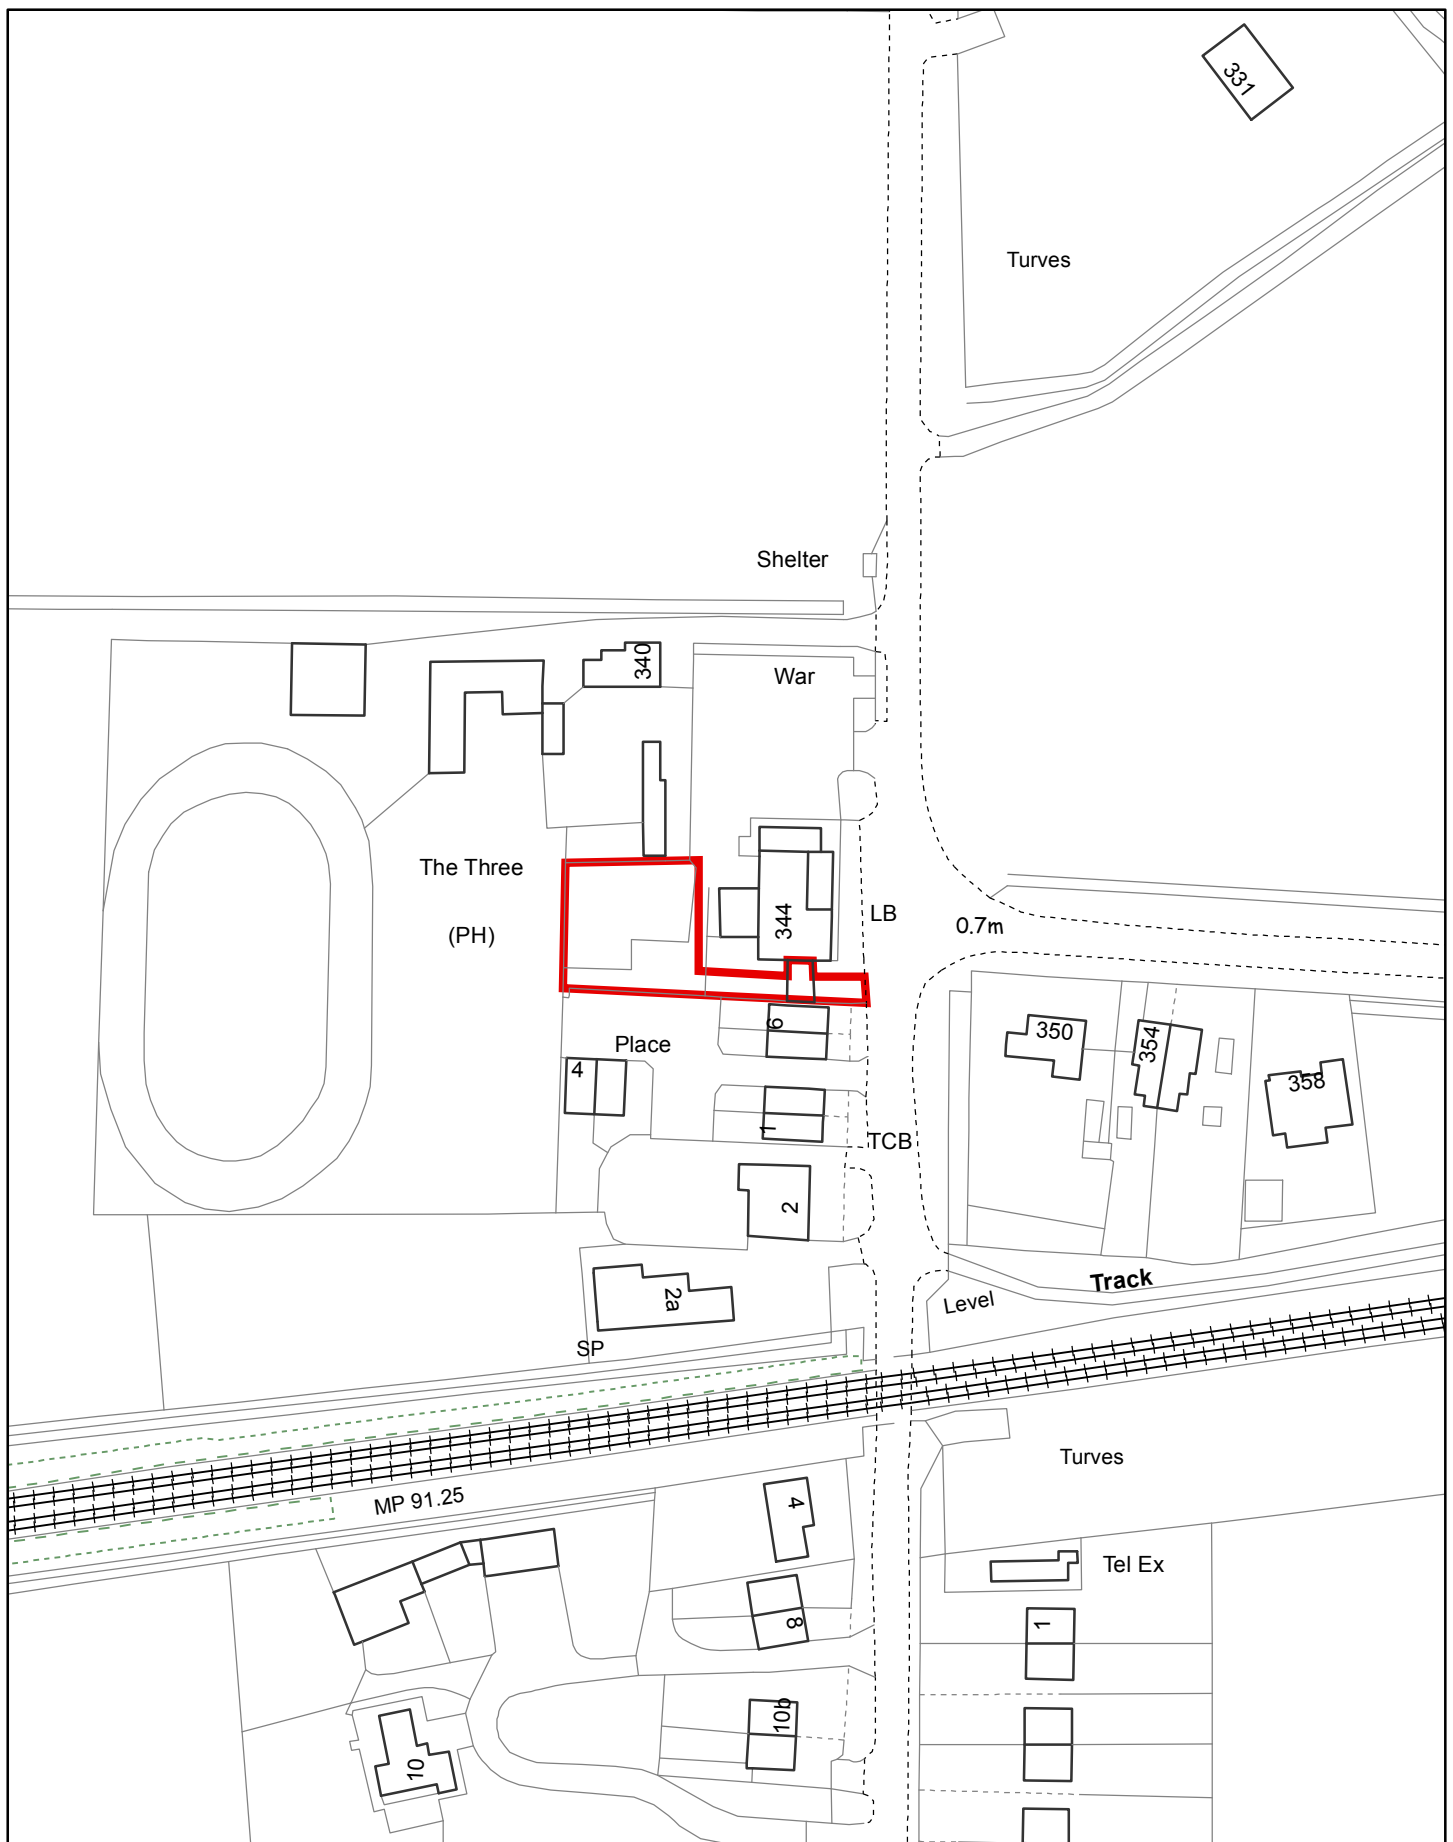 331
Turves
Shelter
340
War
The Three
(PH)
344
LB
0.7m
6
Place
4
350
354
358
1
TCB
2
2a
Track
Level
SP
MP 91.25
Turves
4
Tel Ex
8
1
10b
10